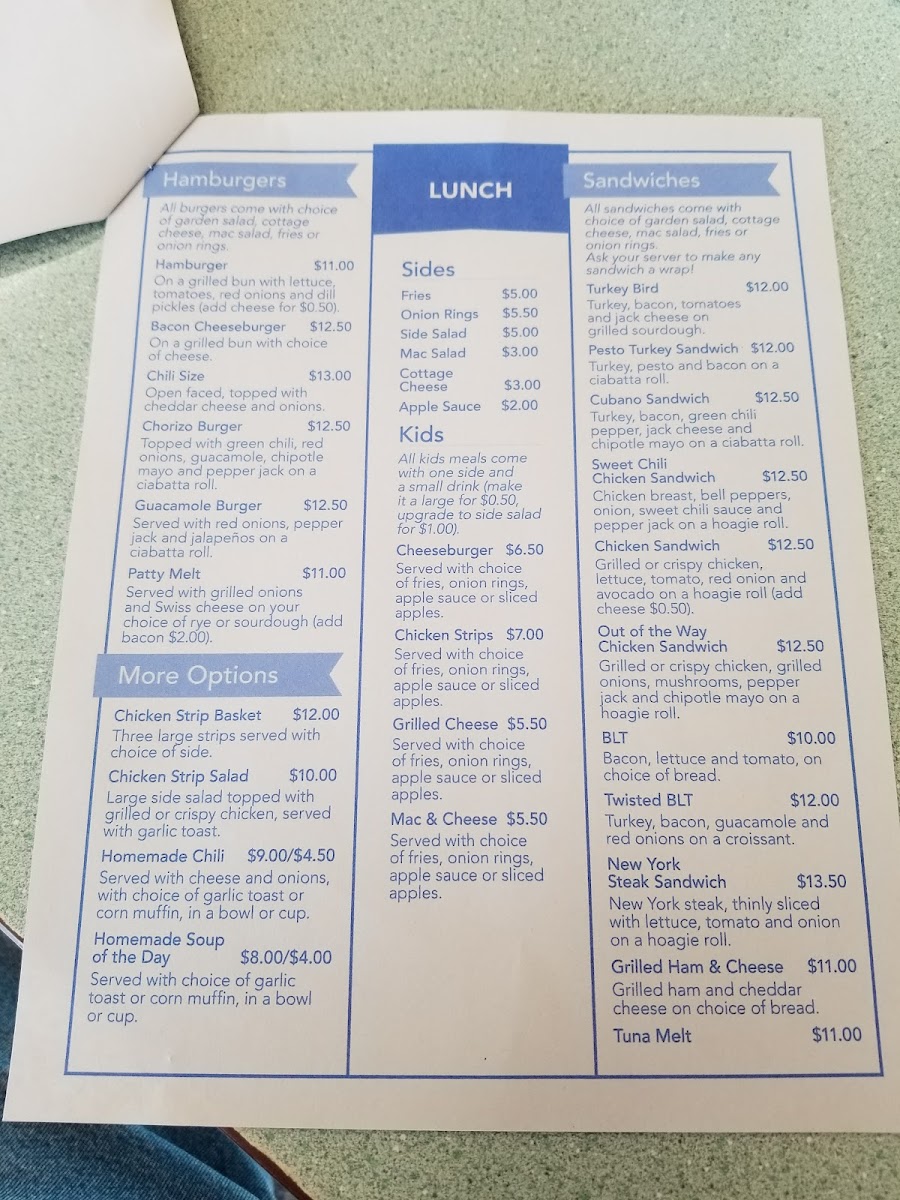 Hamburgers
All burgers come with choice
of garden salad, cottage
cheese, mac salad, fries or
onion rings.
Hamburger $11.00
On a grilled bun with lettuce,
tomatoes, red onions and dill
pickles (add cheese for $0.50).
Bacon Cheeseburger $12.50
On a grilled bun with choice
of cheese.
Chili Size $13.00
Open faced, topped with
cheddar cheese and onions.
Chorizo Burger $12.50
Topped with green chili, red
onions, guacamole, chipotle
mayo and pepper jack on a
ciabatta roll.
Guacamole Burger $12.50
Served with red onions, pepper
jack and jalapeños on a
ciabatta roll.
Patty Melt $11.00
Served with grilled onions
and Swiss cheese on your
choice of rye or sourdough (add
bacon $2.00).
More Options
Chicken Strip Basket $12.00
Three large strips served with
choice of side.
Chicken Strip Salad $10.00
Large side salad topped with
grilled or crispy chicken, served
with garlic toast.
Homemade Chili $9.00/$4.50
Served with cheese and onions,
with choice of garlic toast or
corn muffin, in a bowl or cup.
Homemade Soup
of the Day $8.00/$4.00
Served with choice of garlic
toast or corn muffin, in a bowl
or cup.
LUNCH
Sides
Fries $5.00
Onion Rings $5.50
Side Salad $5.00
Mac Salad $3.00
Cottage
Cheese $3.00
Apple Sauce $2.00
Kids
All kids meals come
with one side and
a small drink (make
it a large for $0.50,
upgrade to side salad
for $1.00).
Cheeseburger $6.50
Served with choice
of fries, onion rings,
apple sauce or sliced
apples.
Chicken Strips $7.00
Served with choice
of fries, onion rings,
apple sauce or sliced
apples.
Grilled Cheese $5.50
Served with choice
of fries, onion rings,
apple sauce or sliced
apples.
Mac & Cheese $5.50
Served with choice
of fries, onion rings,
apple sauce or sliced
apples.
Sandwiches
All sandwiches come with
choice of garden salad, cottage
cheese, mac salad, fries or
onion rings.
Ask your server to make any
sandwich a wrap!
Turkey Bird $12.00
Turkey, bacon, tomatoes
and jack cheese on
grilled sourdough.
Pesto Turkey Sandwich $12.00
Turkey, pesto and bacon on a
ciabatta roll.
Cubano Sandwich $12.50
Turkey, bacon, green chili
pepper, jack cheese and
chipotle mayo on a ciabatta roll.
Sweet Chili
Chicken Sandwich $12.50
Chicken breast, bell peppers,
onion, sweet chili sauce and
pepper jack on a hoagie roll.
Chicken Sandwich $12.50
Grilled or crispy chicken,
lettuce, tomato, red onion and
avocado on a hoagie roll (add
cheese $0.50).
Out of the Way
Chicken Sandwich $12.50
Grilled or crispy chicken, grilled
onions, mushrooms, pepper
jack and chipotle mayo on a
hoagie roll.
BLT $10.00
Bacon, lettuce and tomato, on
choice of bread.
Twisted BLT $12.00
Turkey, bacon, guacamole and
red onions on a croissant.
New York
Steak Sandwich $13.50
New York steak, thinly sliced
with lettuce, tomato and onion
on a hoagie roll.
Grilled Ham & Cheese $11.00
Grilled ham and cheddar
cheese on choice of bread.
Tuna Melt $11.00